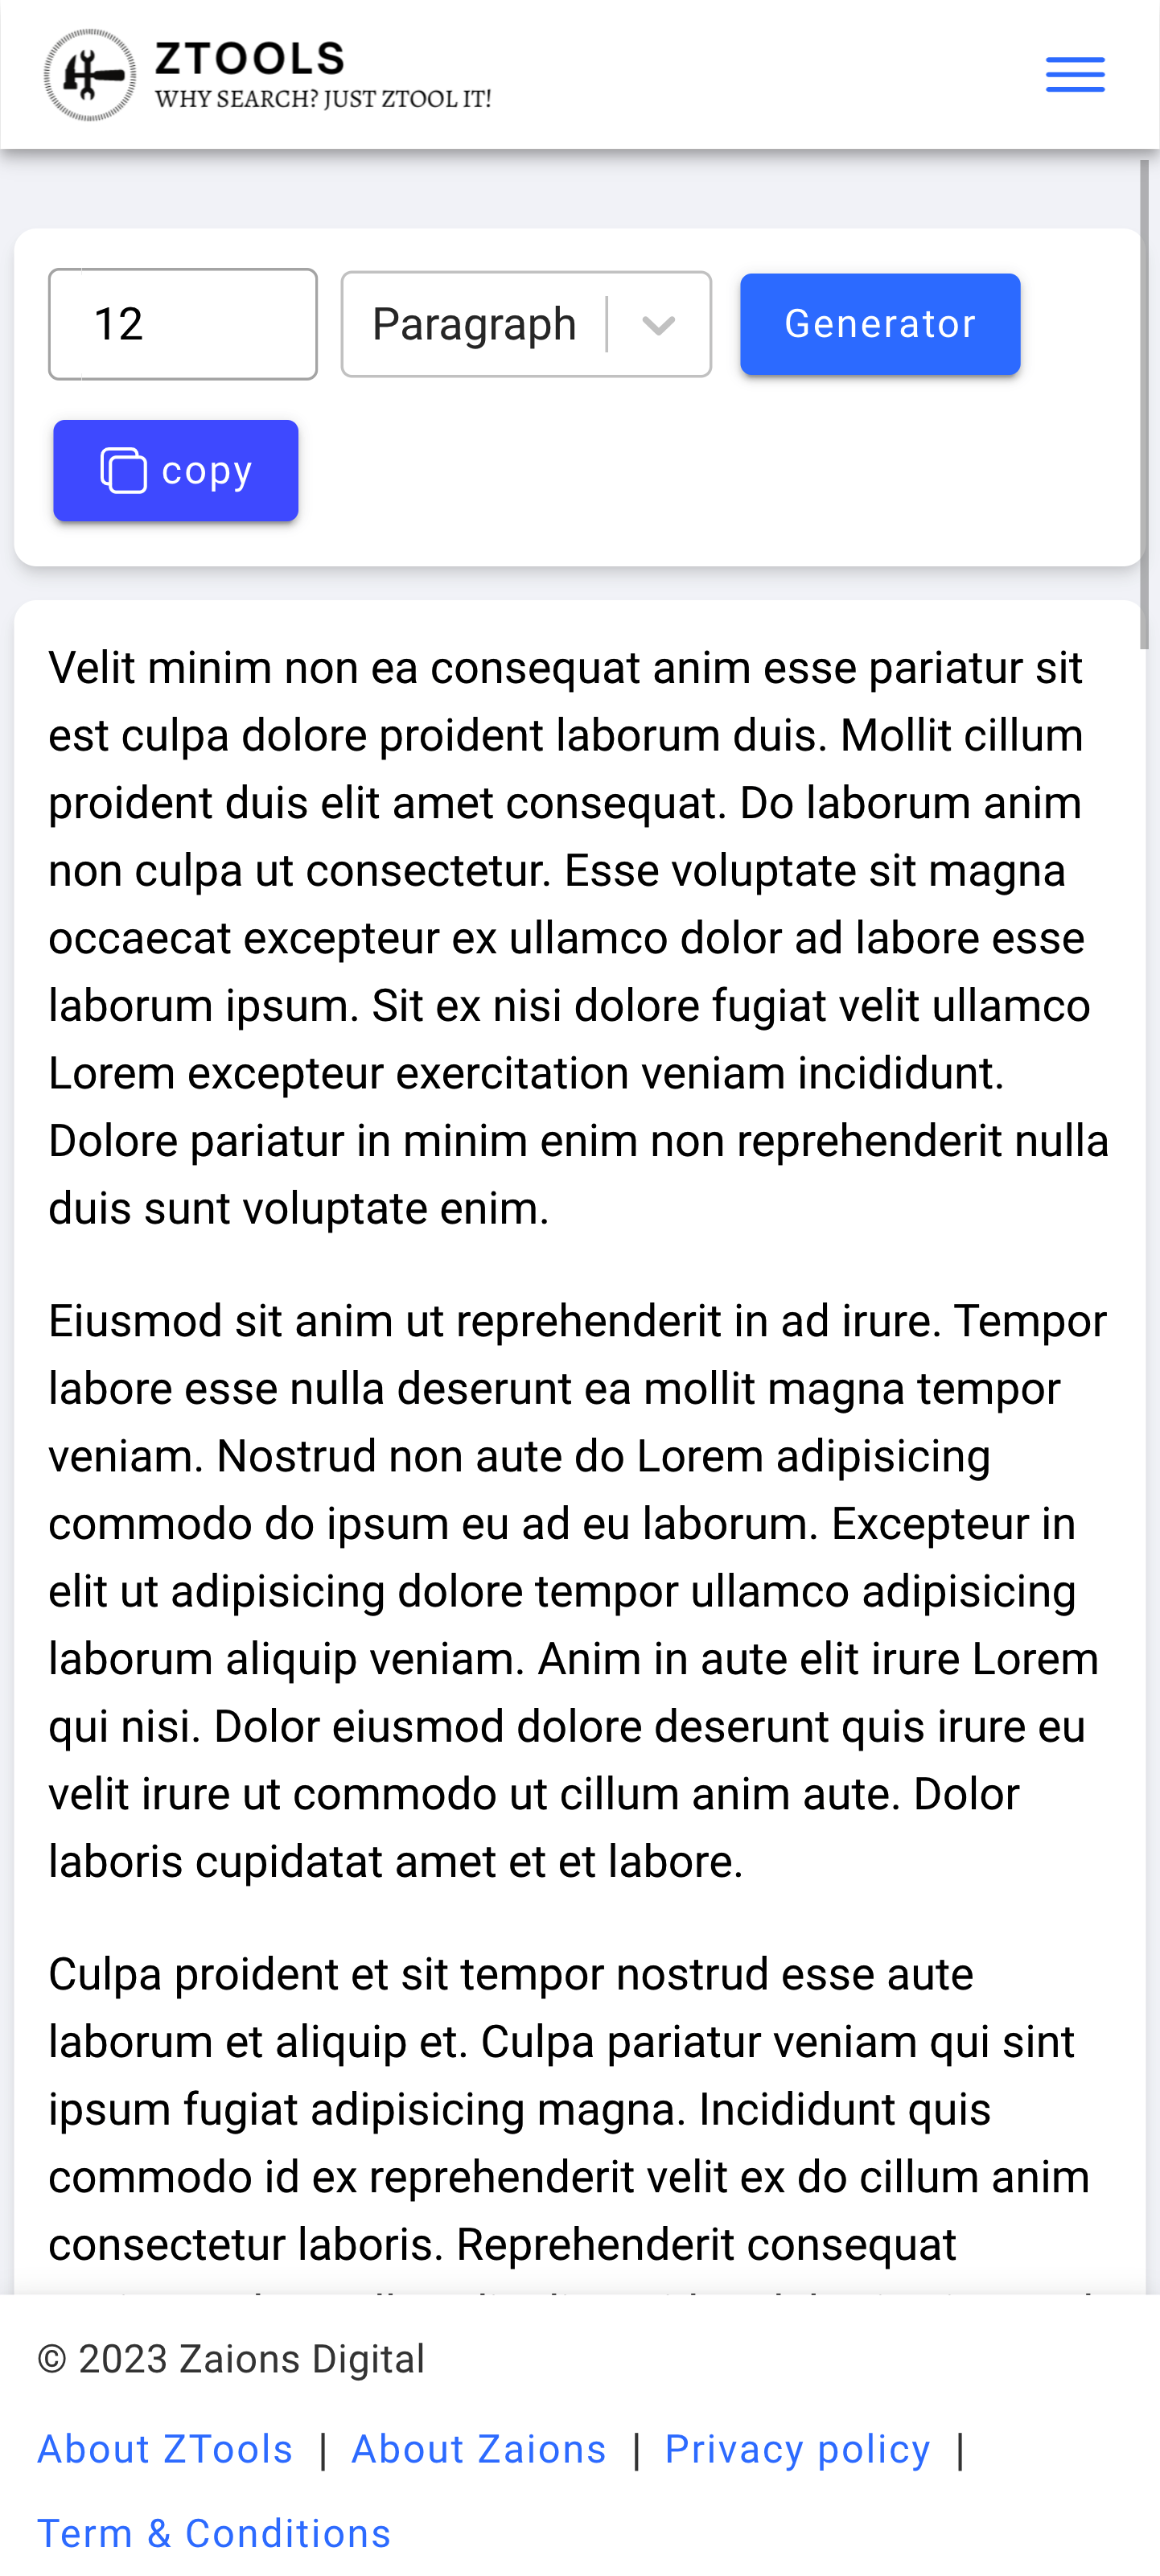 ZTOOLS
WHY SEARCH? JUST ZTOOL IT!
12
Paragraph
Generator
copy
Velit minim non ea consequat anim esse pariatur sit
est culpa dolore proident laborum duis. Mollit cillum
proident duis elit amet consequat. Do laborum anim
non culpa ut consectetur. Esse voluptate sit magna
occaecat excepteur ex ullamco dolor ad labore esse
laborum ipsum. Sit ex nisi dolore fugiat velit ullamco
Lorem excepteur exercitation veniam incididunt.
Dolore pariatur in minim enim non reprehenderit nulla
duis sunt voluptate enim.
Eiusmod sit anim ut reprehenderit in ad irure. Tempor
labore esse nulla deserunt ea mollit magna tempor
veniam. Nostrud non aute do Lorem adipisicing
commodo do ipsum eu ad eu laborum. Excepteur in
elit ut adipisicing dolore tempor ullamco adipisicing
laborum aliquip veniam. Anim in aute elit irure Lorem
qui nisi. Dolor eiusmod dolore deserunt quis irure eu
velit irure ut commodo ut cillum anim aute. Dolor
laboris cupidatat amet et et labore.
Culpa proident et sit tempor nostrud esse aute
laborum et aliquip et. Culpa pariatur veniam qui sint
ipsum fugiat adipisicing magna. Incididunt quis
commodo id ex reprehenderit velit ex do cillum anim
consectetur laboris. Reprehenderit consequat
© 2023 Zaions Digital
About ZTools | About Zaions | Privacy policy |
Term & Conditions